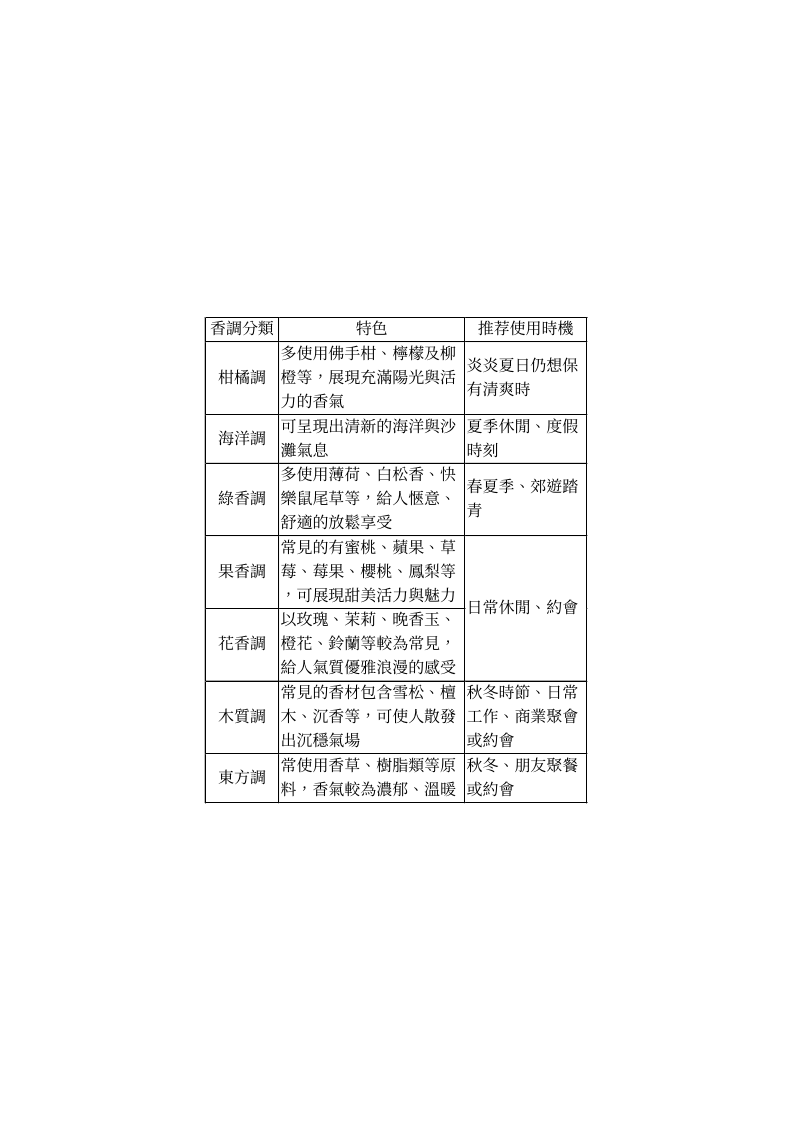 香調分類 特色 推荐使用時機
柑橘調
多使用佛手柑、檸檬及柳
橙等，展現充滿陽光與活
力的香氣
炎炎夏日仍想保
有清爽時
海洋調
可呈現出清新的海洋與沙
灘氣息
夏季休閒、度假
時刻
綠香調
多使用薄荷、白松香、快
樂鼠尾草等，給人愜意、
舒適的放鬆享受
春夏季、郊遊踏
青
果香調
常見的有蜜桃、蘋果、草
莓、莓果、櫻桃、鳳梨等
，可展現甜美活力與魅力
日常休閒、約會
花香調
以玫瑰、茉莉、晚香玉、
橙花、鈴蘭等較為常見，
給人氣質優雅浪漫的感受
木質調
常見的香材包含雪松、檀
木、沉香等，可使人散發
出沉穩氣場
秋冬時節、日常
工作、商業聚會
或約會
東方調
常使用香草、樹脂類等原
料，香氣較為濃郁、溫暖
秋冬、朋友聚餐
或約會